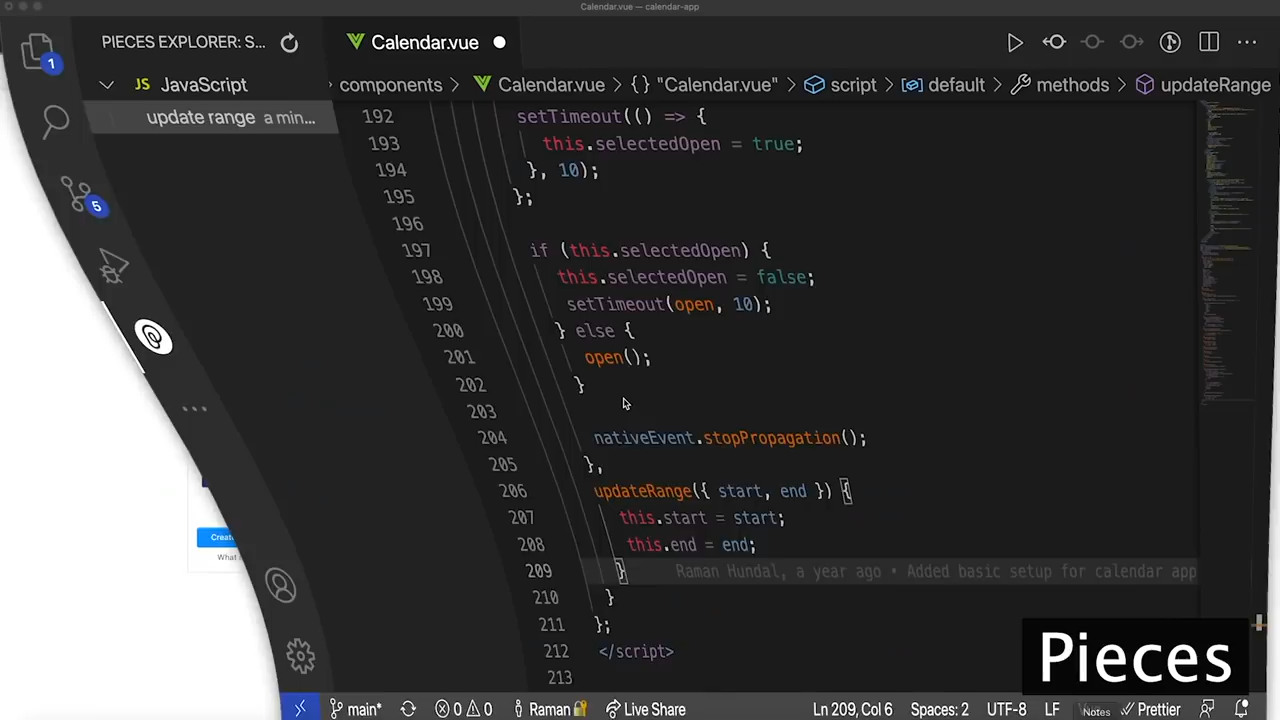 Calendar.vue — calendar-app
PIECES EXPLORER: S...
Calendar.vue
1
JS JavaScript
components > Calendar.vue > {} "Calendar.vue" > script > default > methods > updateRange
update range a min...
5
192 setTimeout(() => {
193 this.selectedOpen = true;
194 }, 10);
195 };
196
197 if (this.selectedOpen) {
198 this.selectedOpen = false;
199 setTimeout(open, 10);
200 } else {
201 open();
202 }
203
204 nativeEvent.stopPropagation();
205 },
206 updateRange({ start, end }) {
207 this.start = start;
208 this.end = end;
209 } Raman Hundal, a year ago • Added basic setup for calendar app
210 }
211 };
212 </script>
213
Create
What
Pieces
main* 0 0 Raman Live Share Ln 209, Col 6 Spaces: 2 UTF-8 LF Notes Prettier